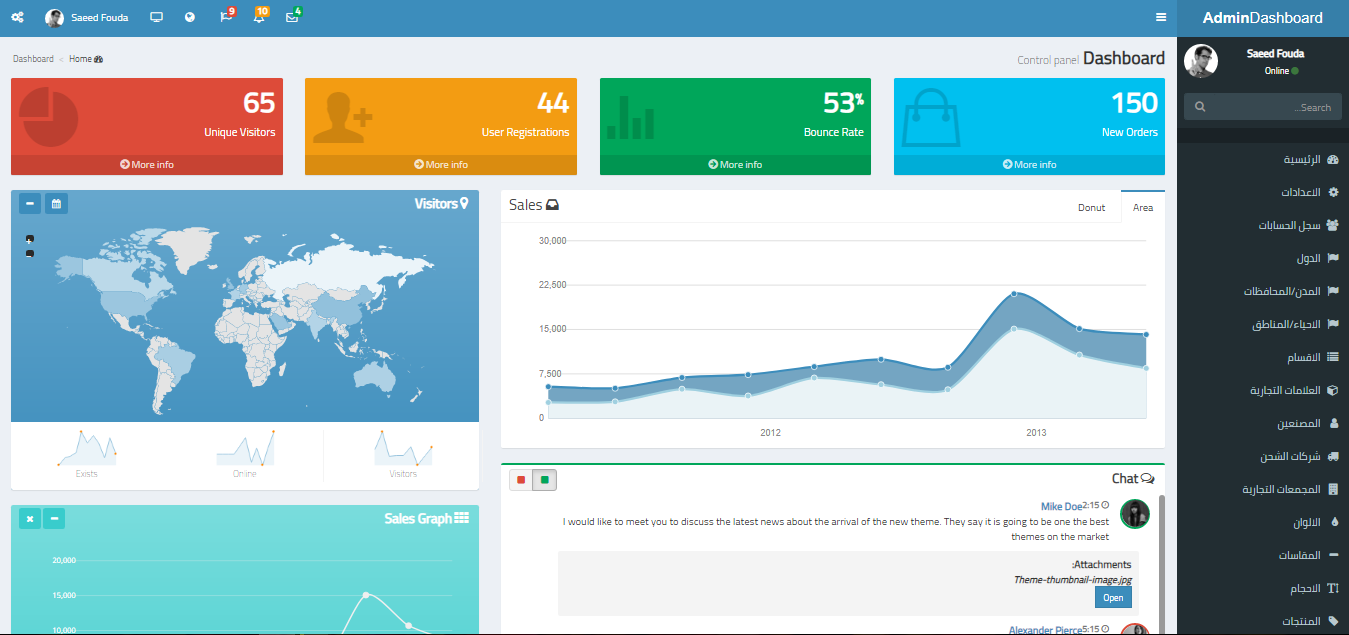 Saeed Fouda
9
10
4
AdminDashboard
Saeed Fouda
Online
...Search
الرئيسية
الاعدادات
سجل الحسابات
الدول
المدن/المحافظات
الاحياء/المناطق
الاقسام
العلامات التجارية
المصنعين
شركات الشحن
المجمعات التجارية
الالوان
المقاسات
الاحجام
المنتجات
Control panel Dashboard
Dashboard < Home
65
Unique Visitors
More info
44
User Registrations
More info
53%
Bounce Rate
More info
150
New Orders
More info
Visitors
+
−
Exists
Online
Visitors
Sales
Donut
Area
30,000
22,500
15,000
7,500
0
2012
2013
Sales Graph
20,000
15,000
10,000
Chat
Mike Doe 2:15
I would like to meet you to discuss the latest news about the arrival of the new theme. They say it is going to be one the best
themes on the market
:Attachments
Theme-thumbnail-image.jpg
Open
Alexander Pierce 5:15